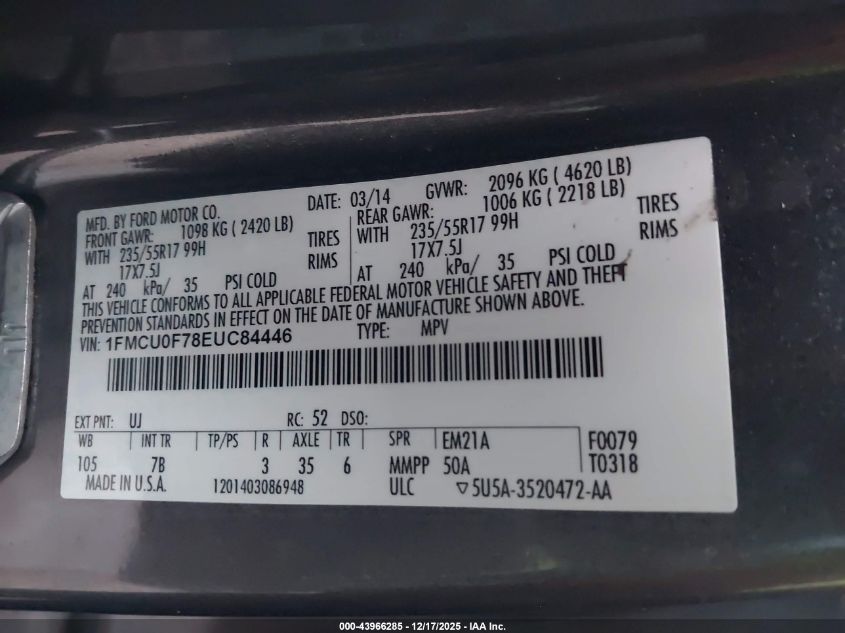 MFD. BY FORD MOTOR CO. DATE: 03/14 GVWR: 2096 KG ( 4620 LB)
FRONT GAWR: 1098 KG ( 2420 LB) REAR GAWR: 1006 KG ( 2218 LB)
WITH 235/55R17 99H TIRES WITH 235/55R17 99H TIRES
17X7.5J RIMS 17X7.5J RIMS
AT 240 kPa/ 35 PSI COLD AT 240 kPa/ 35 PSI COLD
THIS VEHICLE CONFORMS TO ALL APPLICABLE FEDERAL MOTOR VEHICLE SAFETY AND THEFT
PREVENTION STANDARDS IN EFFECT ON THE DATE OF MANUFACTURE SHOWN ABOVE.
VIN: 1FMCU0F78EUC84446 TYPE: MPV
EXT PNT: UJ RC: 52 DSO:
WB INT TR TP/PS R AXLE TR SPR EM21A F0079
105 7B 3 35 6 MMPP 50A T0318
MADE IN U.S.A. 1201403086948 ULC ▽5U5A-3520472-AA
000-43966285 - 12/17/2025 - IAA Inc.